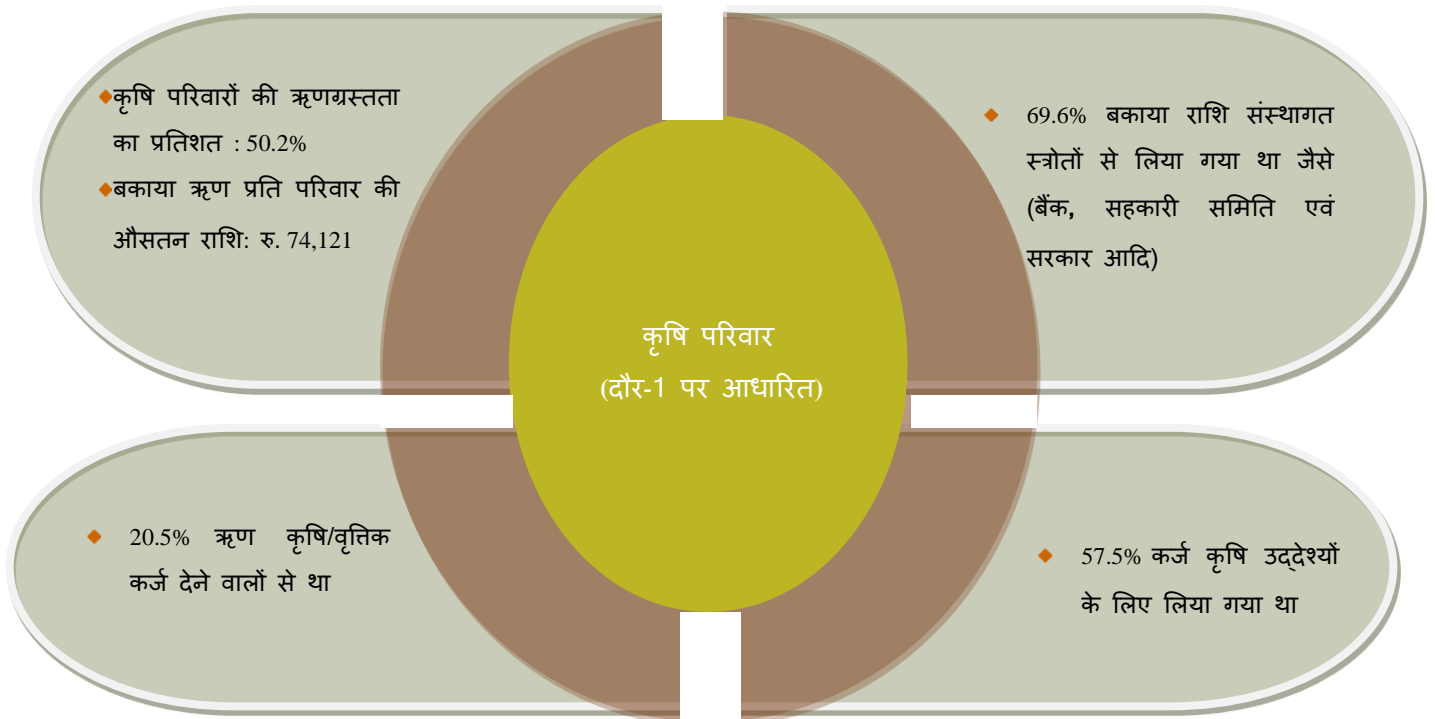 कृषि परिवारों की ऋणग्रस्तता
का प्रतिशत : 50.2%
बकाया ऋण प्रति परिवार की
औसतन राशि: रु. 74,121
69.6% बकाया राशि संस्थागत
स्त्रोतों से लिया गया था जैसे
(बैंक, सहकारी समिति एवं
सरकार आदि)
कृषि परिवार
(दौर-1 पर आधारित)
20.5% ऋण कृषि/वृत्तिक
कर्ज देने वालों से था
57.5% कर्ज कृषि उद्देश्यों
के लिए लिया गया था